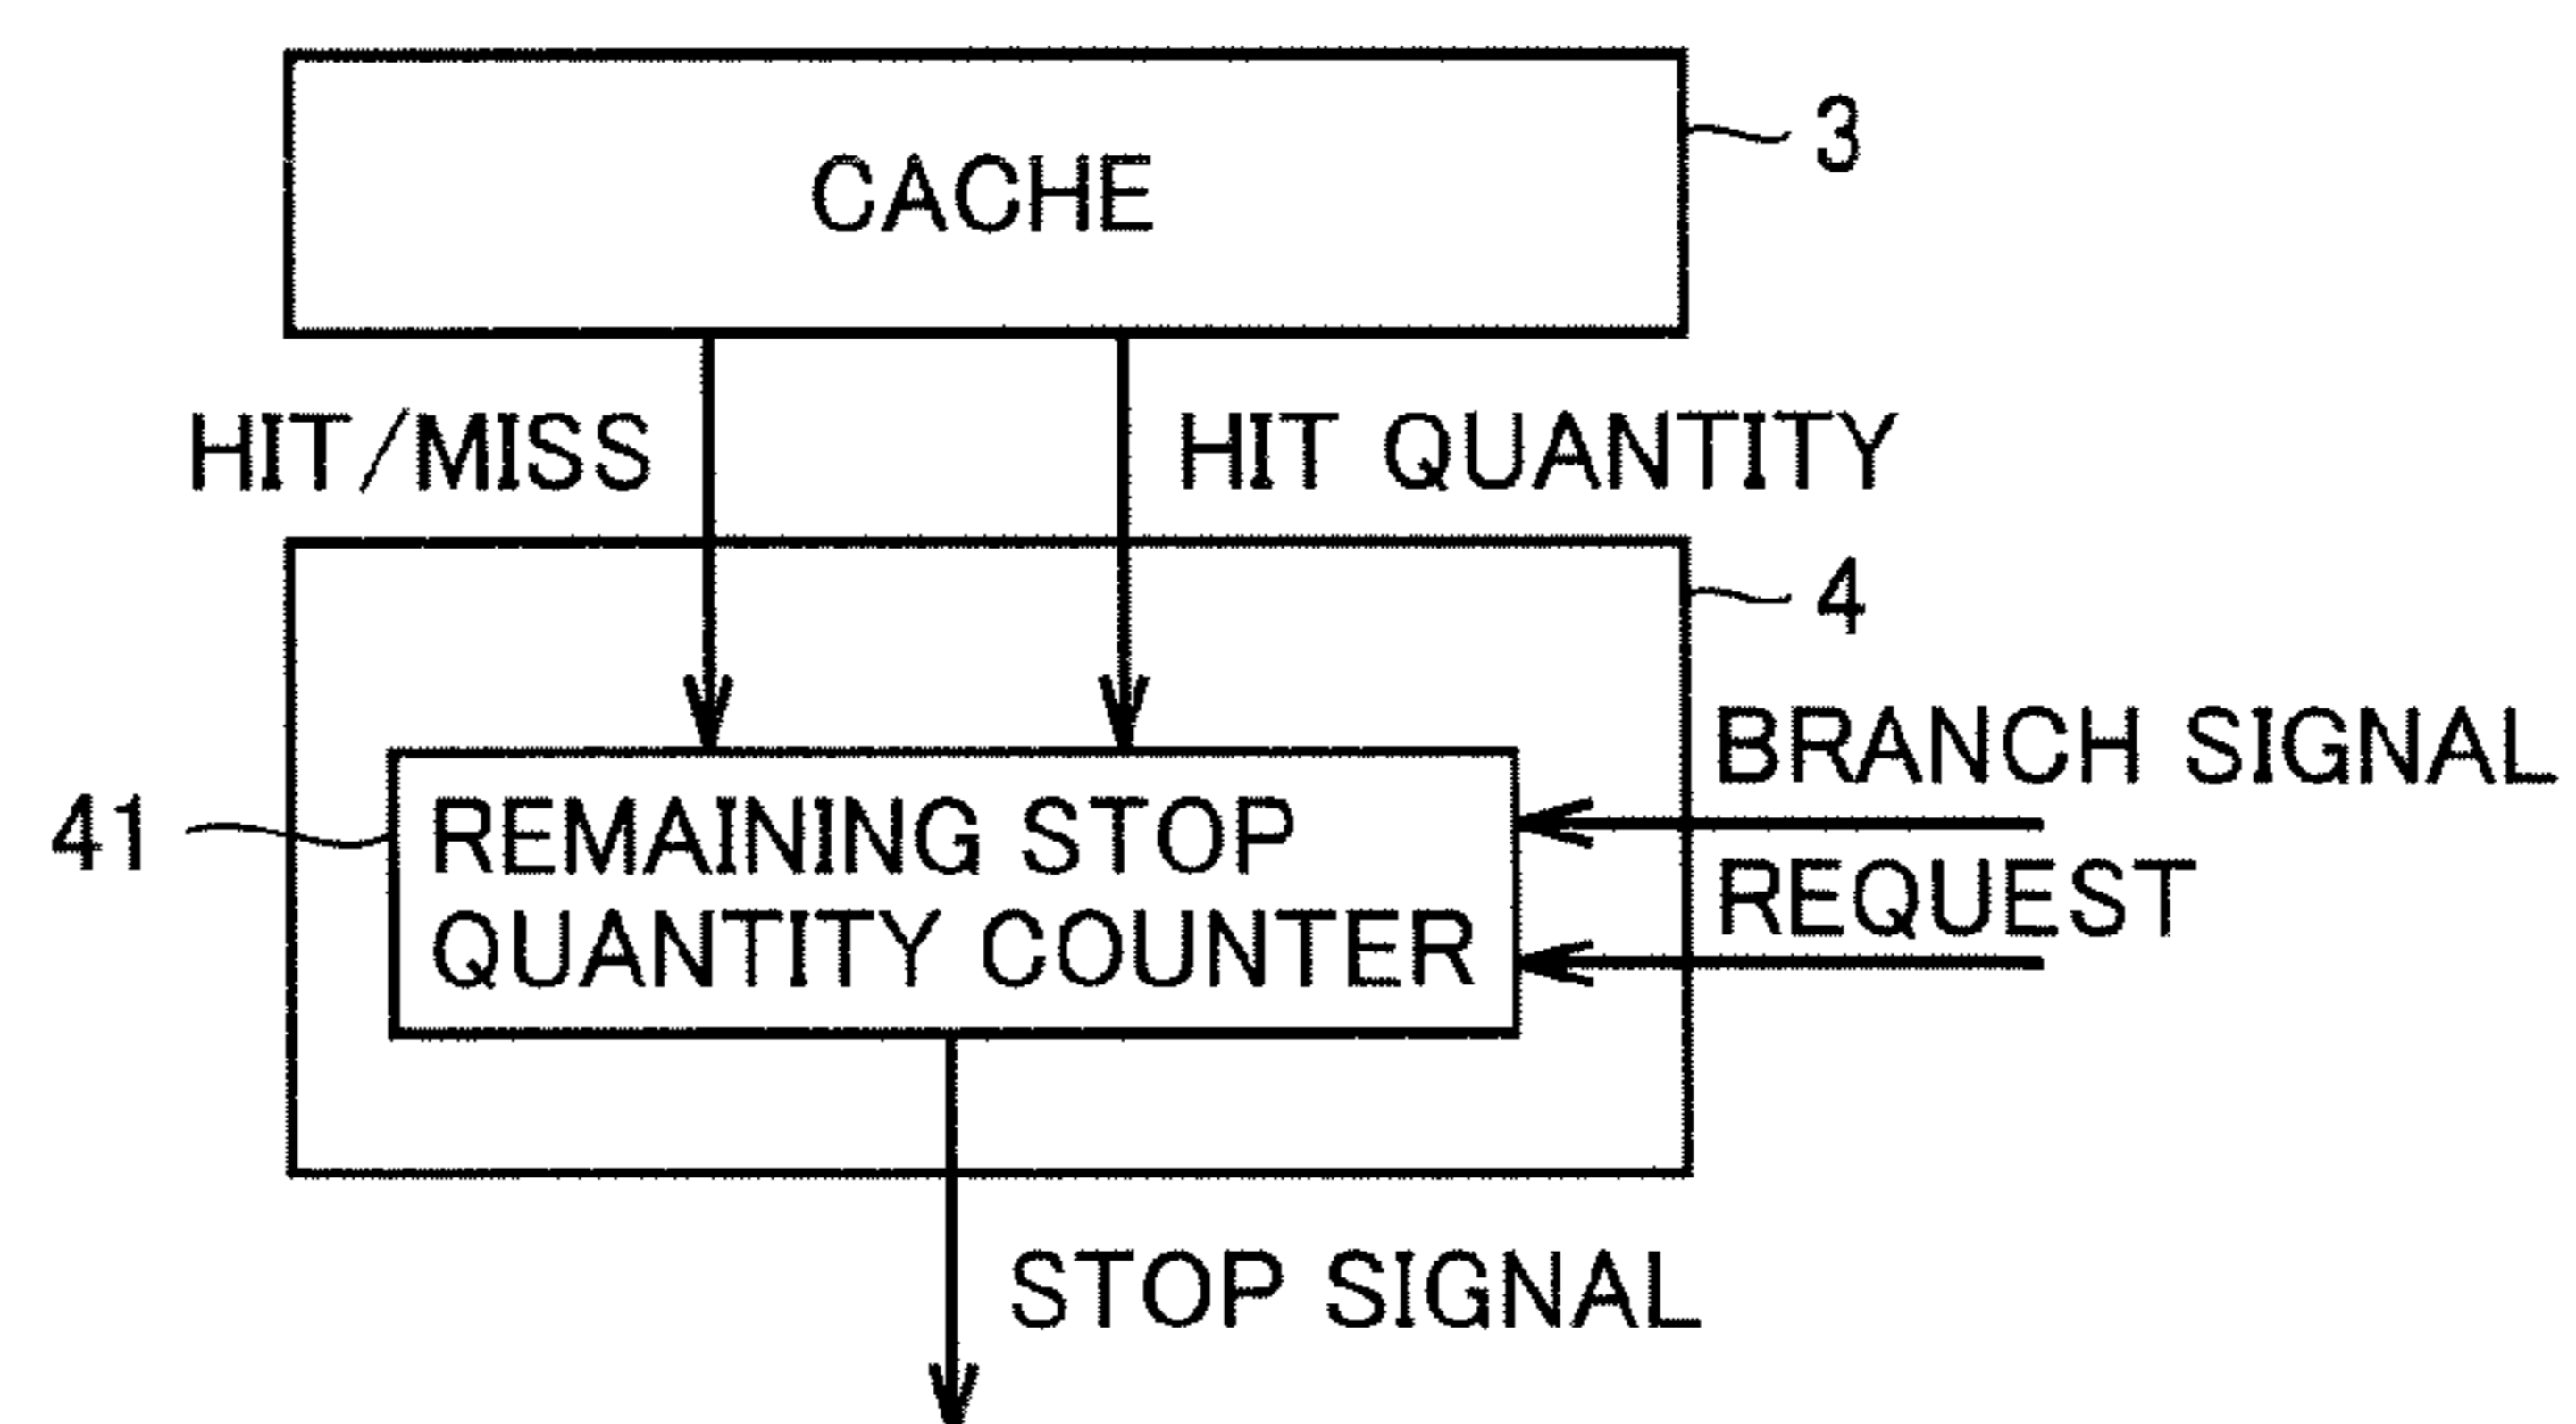 CACHE
3
HIT/MISS
HIT QUANTITY
4
BRANCH SIGNAL
41
REMAINING STOP
QUANTITY COUNTER
REQUEST
STOP SIGNAL